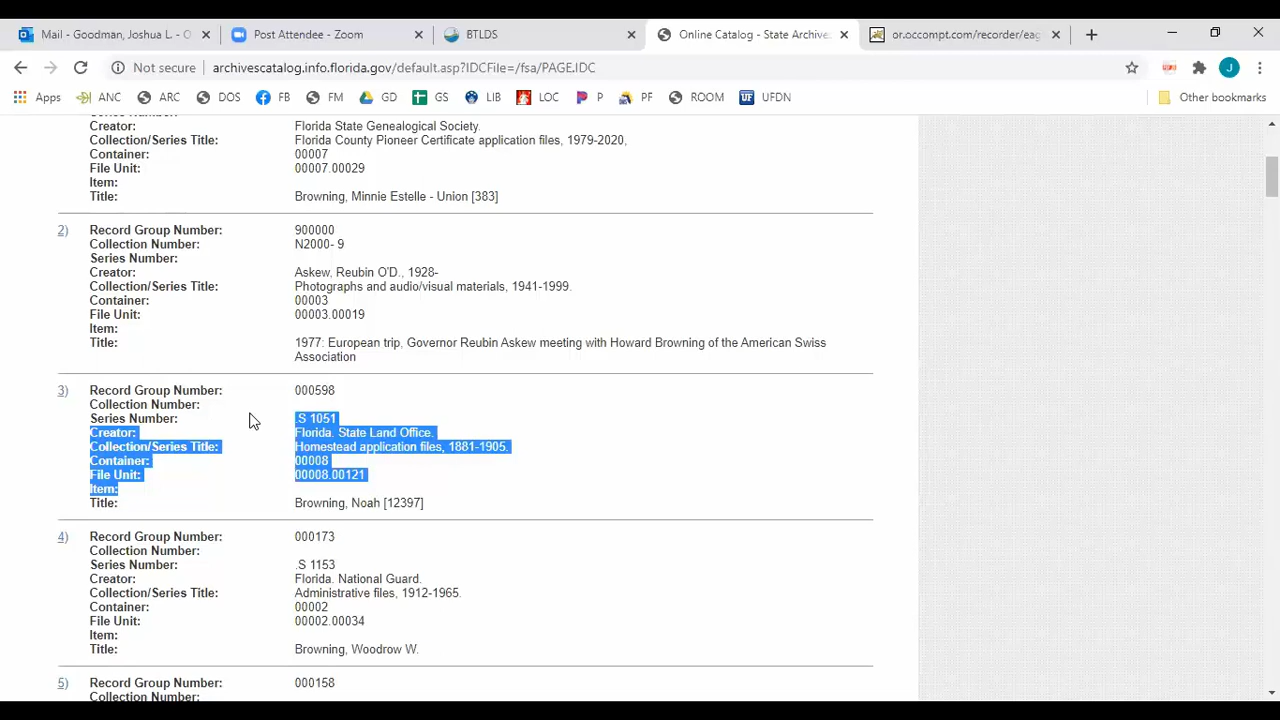 Mail - Goodman, Joshua L. - O
Post Attendee - Zoom
BTLDS
Online Catalog - State Archive
or.occompt.com/recorder/eag
Not secure
archivescatalog.info.florida.gov/default.asp?IDCFile=/fsa/PAGE.IDC
J
Apps
ANC
ARC
DOS
FB
FM
GD
GS
LIB
LOC
P
PF
ROOM
UF
UFDN
Other bookmarks
Creator: Florida State Genealogical Society.
Collection/Series Title: Florida County Pioneer Certificate application files, 1979-2020,
Container: 00007
File Unit: 00007.00029
Item:
Title: Browning, Minnie Estelle - Union [383]
2) Record Group Number: 900000
Collection Number: N2000- 9
Series Number:
Creator: Askew, Reubin O'D., 1928-
Collection/Series Title: Photographs and audio/visual materials, 1941-1999.
Container: 00003
File Unit: 00003.00019
Item:
Title: 1977: European trip, Governor Reubin Askew meeting with Howard Browning of the American Swiss
Association
3) Record Group Number: 000598
Collection Number:
Series Number: .S 1051
Creator: Florida. State Land Office.
Collection/Series Title: Homestead application files, 1881-1905.
Container: 00008
File Unit: 00008.00121
Item:
Title: Browning, Noah [12397]
4) Record Group Number: 000173
Collection Number:
Series Number: .S 1153
Creator: Florida. National Guard.
Collection/Series Title: Administrative files, 1912-1965.
Container: 00002
File Unit: 00002.00034
Item:
Title: Browning, Woodrow W.
5) Record Group Number: 000158
Collection Number: